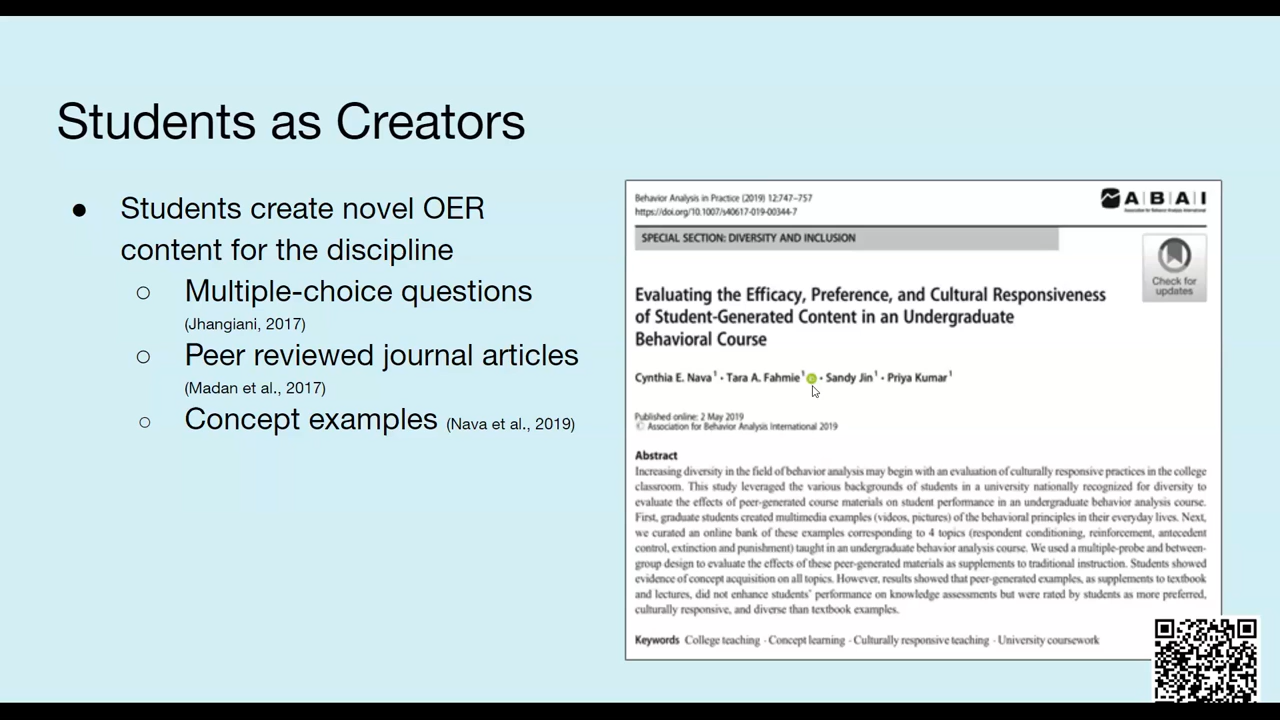 Students as Creators
● Students create novel OER
content for the discipline
○ Multiple-choice questions
(Jhangiani, 2017)
○ Peer reviewed journal articles
(Madan et al., 2017)
○ Concept examples (Nava et al., 2019)
Behavior Analysis in Practice (2019) 12:747–757
https://doi.org/10.1007/s40617-019-00344-7
A|B|A|I
Association for Behavior Analysis International
SPECIAL SECTION: DIVERSITY AND INCLUSION
Check for
updates
Evaluating the Efficacy, Preference, and Cultural Responsiveness
of Student-Generated Content in an Undergraduate
Behavioral Course
Cynthia E. Nava¹ · Tara A. Fahmie¹ · Sandy Jin¹ · Priya Kumar¹
Published online: 2 May 2019
© Association for Behavior Analysis International 2019
Abstract
Increasing diversity in the field of behavior analysis may begin with an evaluation of culturally responsive practices in the college
classroom. This study leveraged the various backgrounds of students in a university nationally recognized for diversity to
evaluate the effects of peer-generated course materials on student performance in an undergraduate behavior analysis course.
First, graduate students created multimedia examples (videos, pictures) of the behavioral principles in their everyday lives. Next,
we curated an online bank of these examples corresponding to 4 topics (respondent conditioning, reinforcement, antecedent
control, extinction and punishment) taught in an undergraduate behavior analysis course. We used a multiple-probe and between-
group design to evaluate the effects of these peer-generated materials as supplements to traditional instruction. Students showed
evidence of concept acquisition on all topics. However, results showed that peer-generated examples, as supplements to textbook
and lectures, did not enhance students' performance on knowledge assessments but were rated by students as more preferred,
culturally responsive, and diverse than textbook examples.
Keywords College teaching · Concept learning · Culturally responsive teaching · University coursework